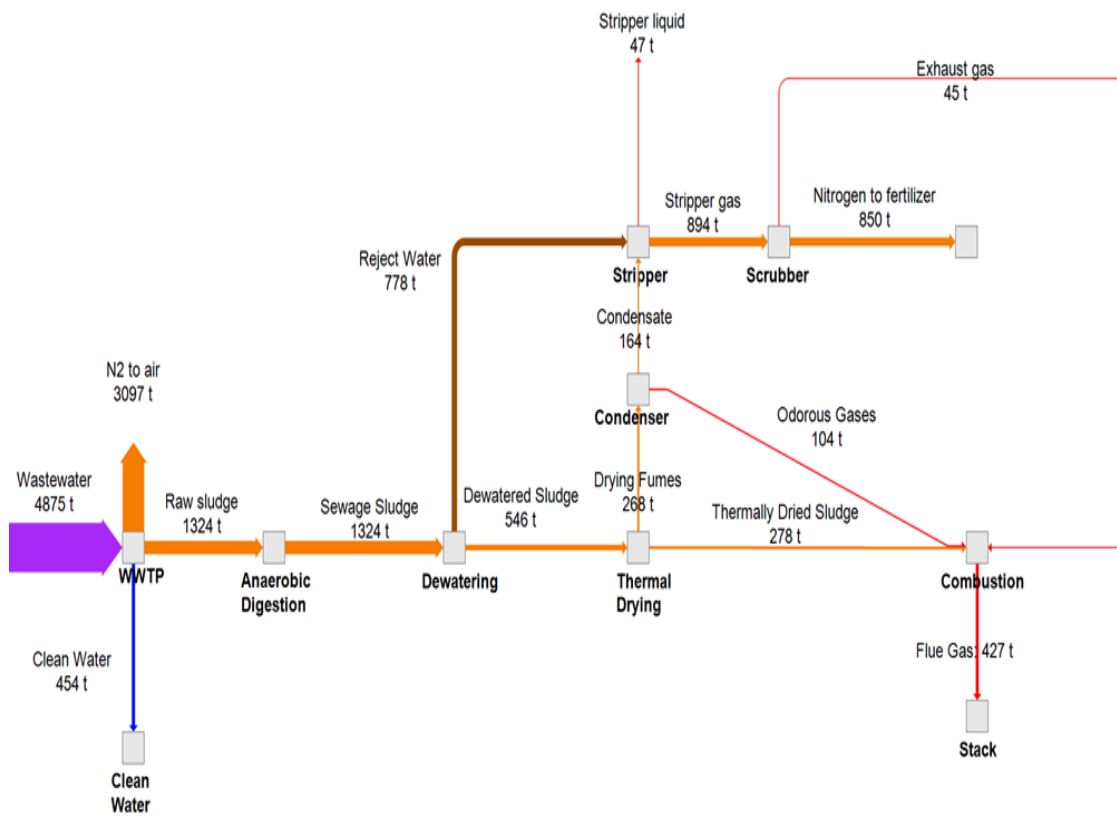 Stripper liquid
47 t
Exhaust gas
45 t
Stripper gas
894 t
Nitrogen to fertilizer
850 t
Reject Water
778 t
Stripper
Scrubber
Condensate
164 t
N2 to air
3097 t
Condenser
Odorous Gases
104 t
Wastewater
4875 t
Raw sludge
1324 t
Sewage Sludge
1324 t
Dewatered Sludge
546 t
Drying Fumes
268 t
Thermally Dried Sludge
278 t
WWTP
Anaerobic
Digestion
Dewatering
Thermal
Drying
Combustion
Clean Water
454 t
Flue Gas: 427 t
Clean
Water
Stack